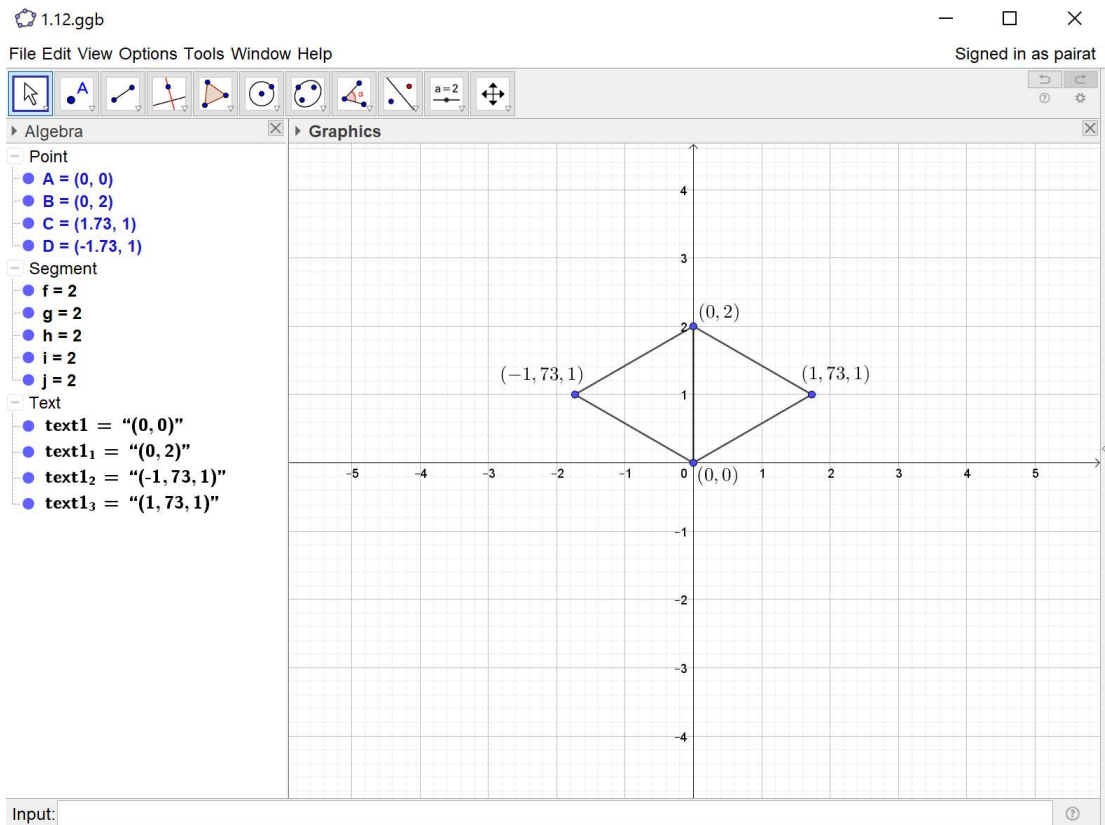 1.12.ggb
File Edit View Options Tools Window Help
Signed in as pairat
A
α
a=2
Algebra
Graphics
Point
A = (0, 0)
B = (0, 2)
C = (1.73, 1)
D = (-1.73, 1)
Segment
f = 2
g = 2
h = 2
i = 2
j = 2
Text
text1 = “(0, 0)”
text1₁ = “(0, 2)”
text1₂ = “(-1, 73, 1)”
text1₃ = “(1, 73, 1)”
4
3
2
(0, 2)
(−1, 73, 1)
(1, 73, 1)
1
−5 −4 −3 −2 −1 0 1 2 3 4 5
(0, 0)
−1
−2
−3
−4
Input: